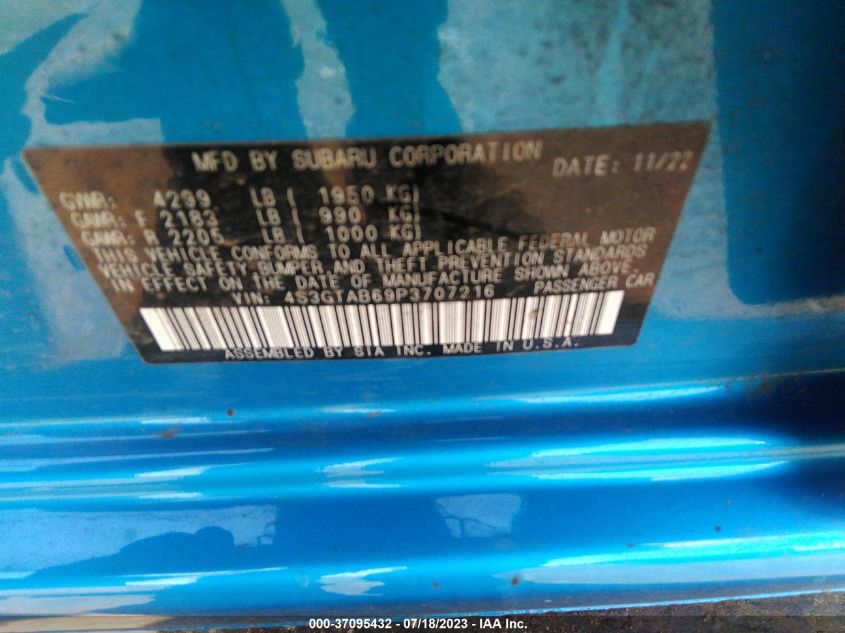 MFD BY SUBARU CORPORATION DATE: 11/22
GVWR: 4299 LB ( 1950 KG)
GAWR: F 2183 LB ( 990 KG)
GAWR: R 2205 LB ( 1000 KG)
THIS VEHICLE CONFORMS TO ALL APPLICABLE FEDERAL MOTOR
VEHICLE SAFETY, BUMPER AND THEFT PREVENTION STANDARDS
IN EFFECT ON THE DATE OF MANUFACTURE SHOWN ABOVE.
VIN: 4S3GTAB69P3707216 PASSENGER CAR
ASSEMBLED BY SIA INC. MADE IN U.S.A.
000-37095432 - 07/18/2023 - IAA Inc.